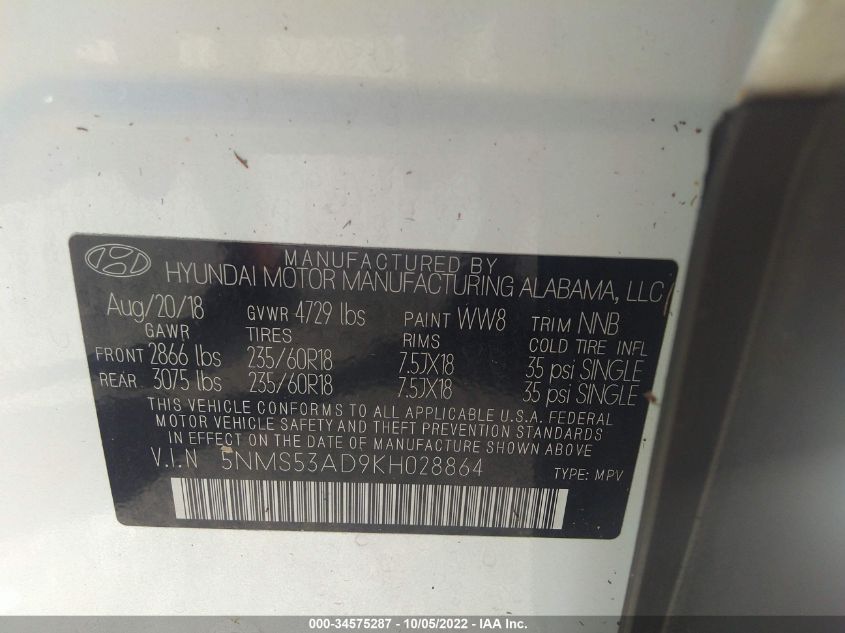 MANUFACTURED BY
HYUNDAI MOTOR MANUFACTURING ALABAMA, LLC
Aug/20/18 GVWR 4729 lbs PAINT WW8 TRIM NNB
GAWR TIRES RIMS COLD TIRE INFL
FRONT 2866 lbs 235/60R18 7.5JX18 35 psi SINGLE
REAR 3075 lbs 235/60R18 7.5JX18 35 psi SINGLE
THIS VEHICLE CONFORMS TO ALL APPLICABLE U.S.A. FEDERAL
MOTOR VEHICLE SAFETY AND THEFT PREVENTION STANDARDS
IN EFFECT ON THE DATE OF MANUFACTURE SHOWN ABOVE.
V.I.N 5NMS53AD9KH028864 TYPE: MPV
000-34575287 - 10/05/2022 - IAA Inc.